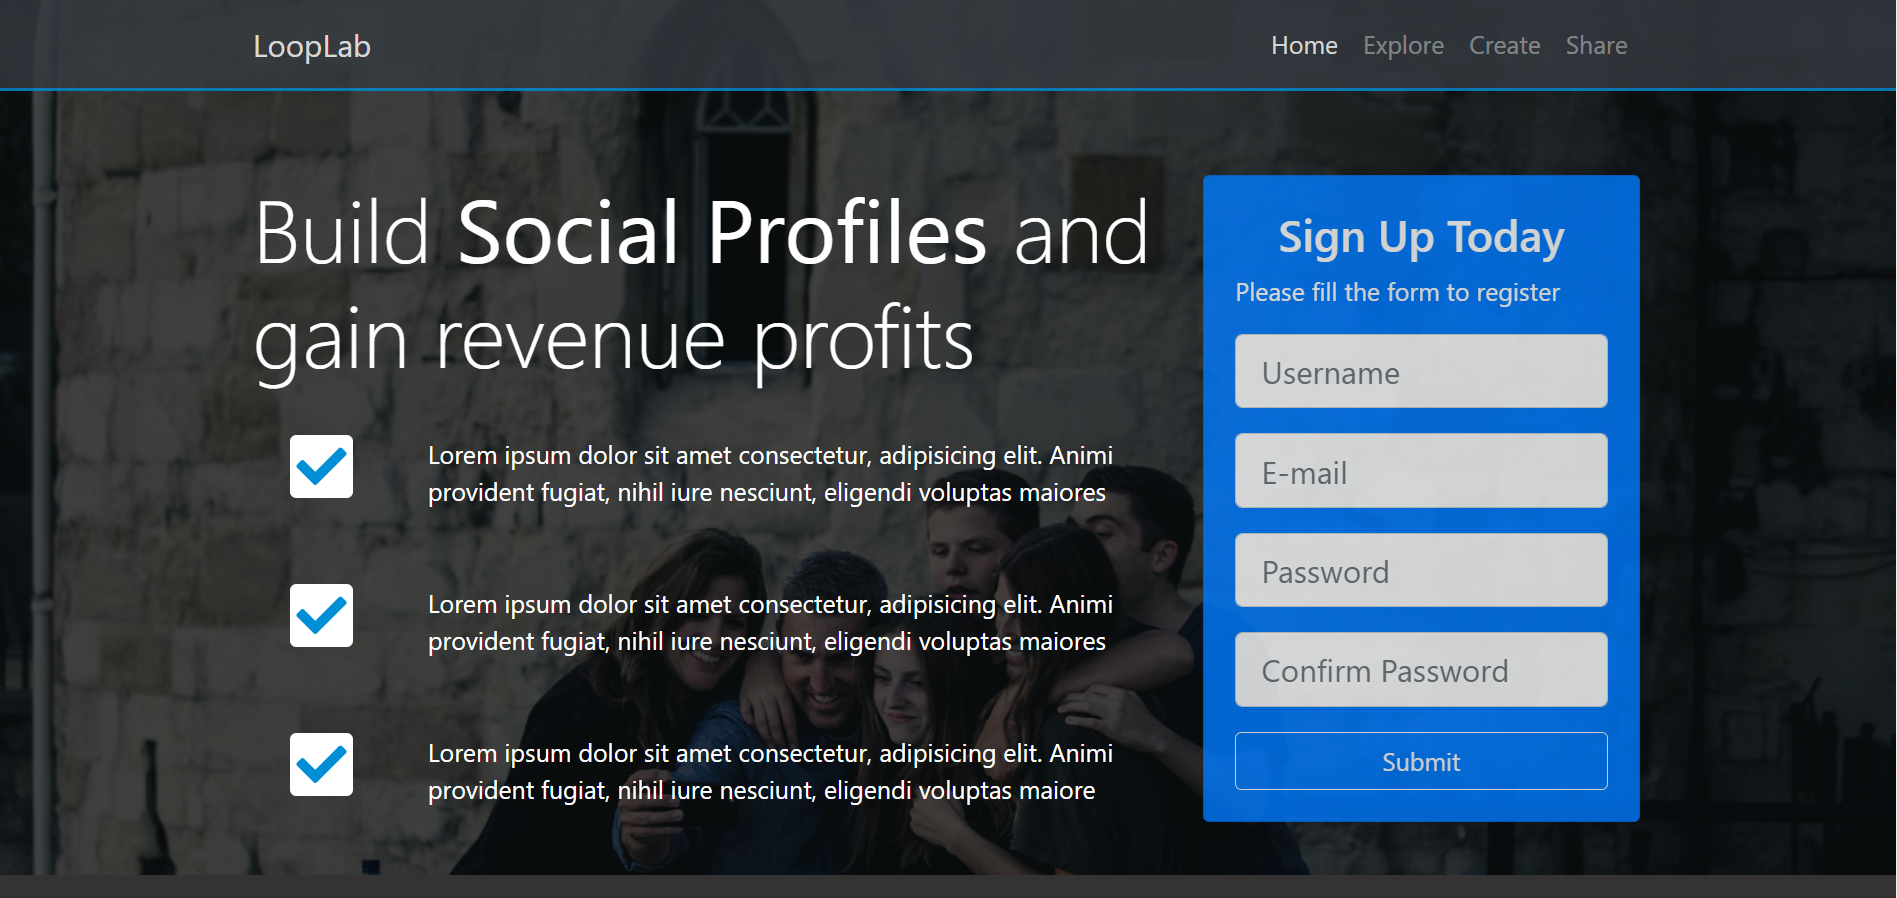 LoopLab
Home Explore Create Share
Build Social Profiles and
gain revenue profits
Lorem ipsum dolor sit amet consectetur, adipisicing elit. Animi
provident fugiat, nihil iure nesciunt, eligendi voluptas maiores
Lorem ipsum dolor sit amet consectetur, adipisicing elit. Animi
provident fugiat, nihil iure nesciunt, eligendi voluptas maiores
Lorem ipsum dolor sit amet consectetur, adipisicing elit. Animi
provident fugiat, nihil iure nesciunt, eligendi voluptas maiore
Sign Up Today
Please fill the form to register
Username
E-mail
Password
Confirm Password
Submit